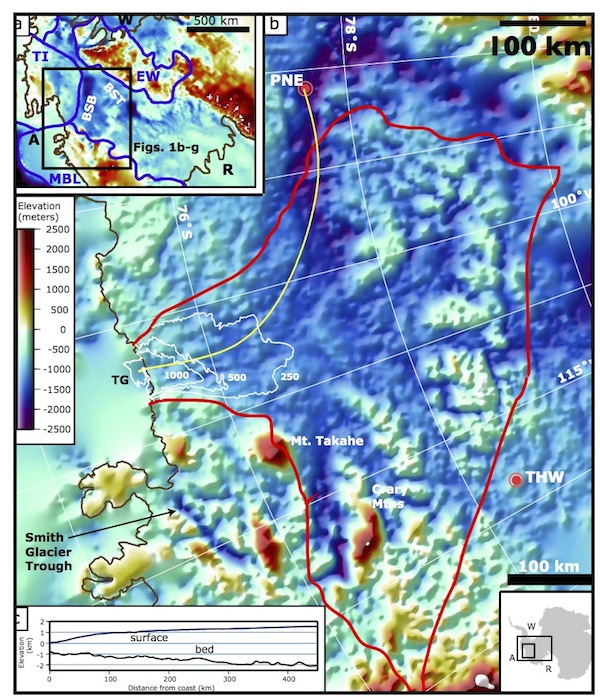 a
W
500 km
TI
EW
BSB
BST
A
Figs. 1b-g
R
MBL
b
78°S
100 km
PNE
Elevation
(meters)
2500
2000
1500
1000
500
0
-500
-1000
-1500
-2000
-2500
76°S
100°W
115°
TG
1000
500
250
Mt. Takahe
Crary
Mtns
THW
Smith
Glacier
Trough
100 km
c
Elevation
(km)
2
1
0
-1
-2
surface
bed
0
100
200
300
400
Distance from coast (km)
W
A
R